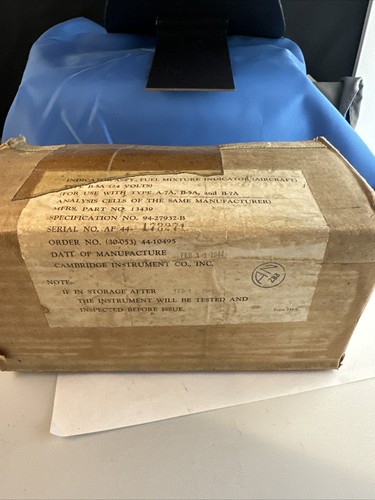 INDICATOR ASSY., FUEL MIXTURE INDICATOR (AIRCRAFT)
TYPE B-5A (24 VOLTS)
(FOR USE WITH TYPE A-7A, B-5A, and B-7A
ANALYSIS CELLS OF THE SAME MANUFACTURER)
MFRS. PART NO. 13439
SPECIFICATION NO. 94-27932-B
SERIAL NO. AF 44-
ORDER NO. (30-053) 44-10495
DATE OF MANUFACTURE FEB
CAMBRIDGE INSTRUMENT CO., INC.
NOTE:
IF IN STORAGE AFTER
THE INSTRUMENT WILL BE TESTED AND
INSPECTED BEFORE ISSUE.